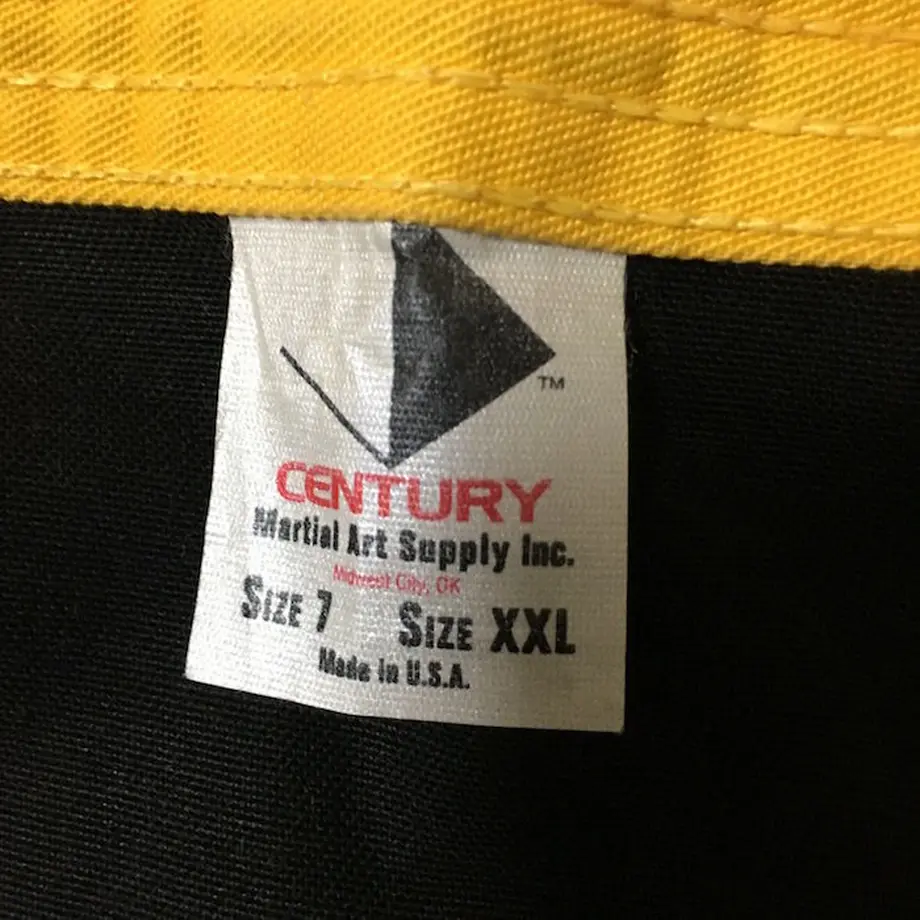 TM
CENTURY
Martial Art Supply Inc.
Midwest City, OK
SIZE 7 SIZE XXL
Made in U.S.A.